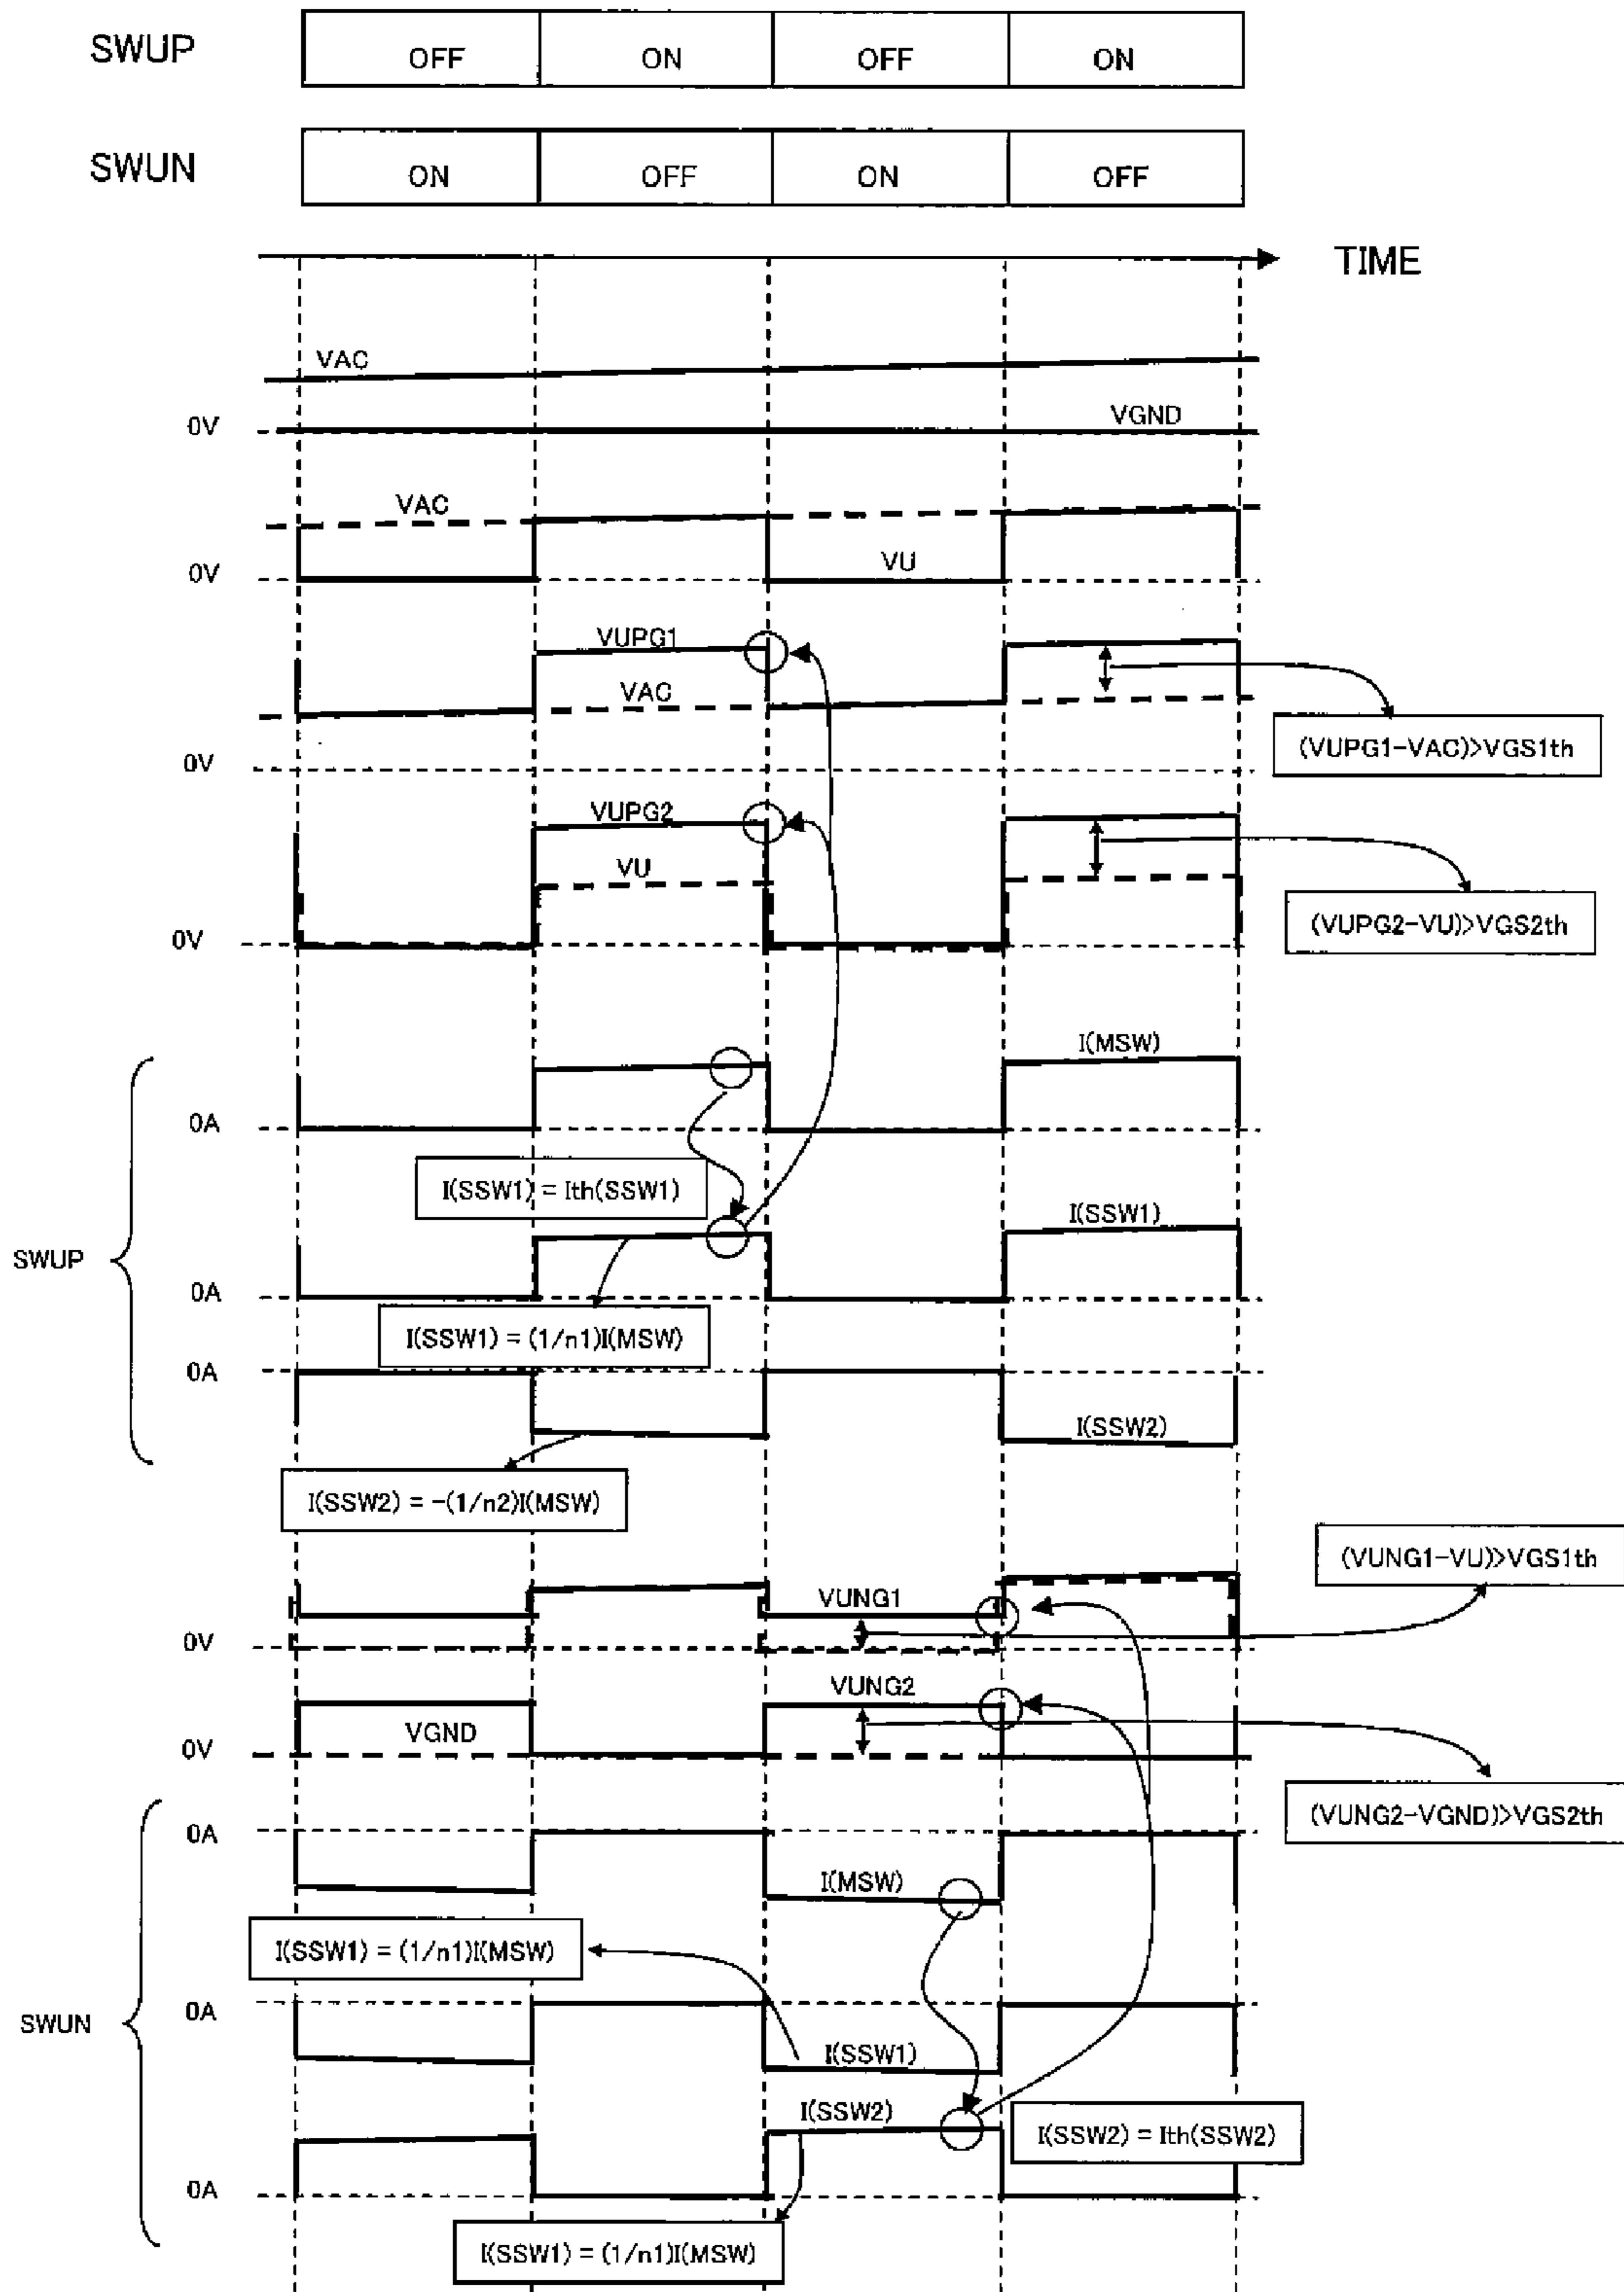 SWUP OFF ON OFF ON
SWUN ON OFF ON OFF
TIME
VAC
0V VGND
VAC
0V VU
VUPG1
VAC
(VUPG1-VAC)>VGS1th
0V
VUPG2
VU
(VUPG2-VU)>VGS2th
0V
I(MSW)
0A
I(SSW1) = Ith(SSW1)
I(SSW1)
SWUP
0A
I(SSW1) = (1/n1)I(MSW)
0A
I(SSW2)
I(SSW2) = -(1/n2)I(MSW)
(VUNG1-VU)>VGS1th
VUNG1
0V
VUNG2
VGND
0V
(VUNG2-VGND)>VGS2th
0A
I(MSW)
I(SSW1) = (1/n1)I(MSW)
0A
SWUN
I(SSW1)
I(SSW2)
I(SSW2) = Ith(SSW2)
0A
I(SSW1) = (1/n1)I(MSW)